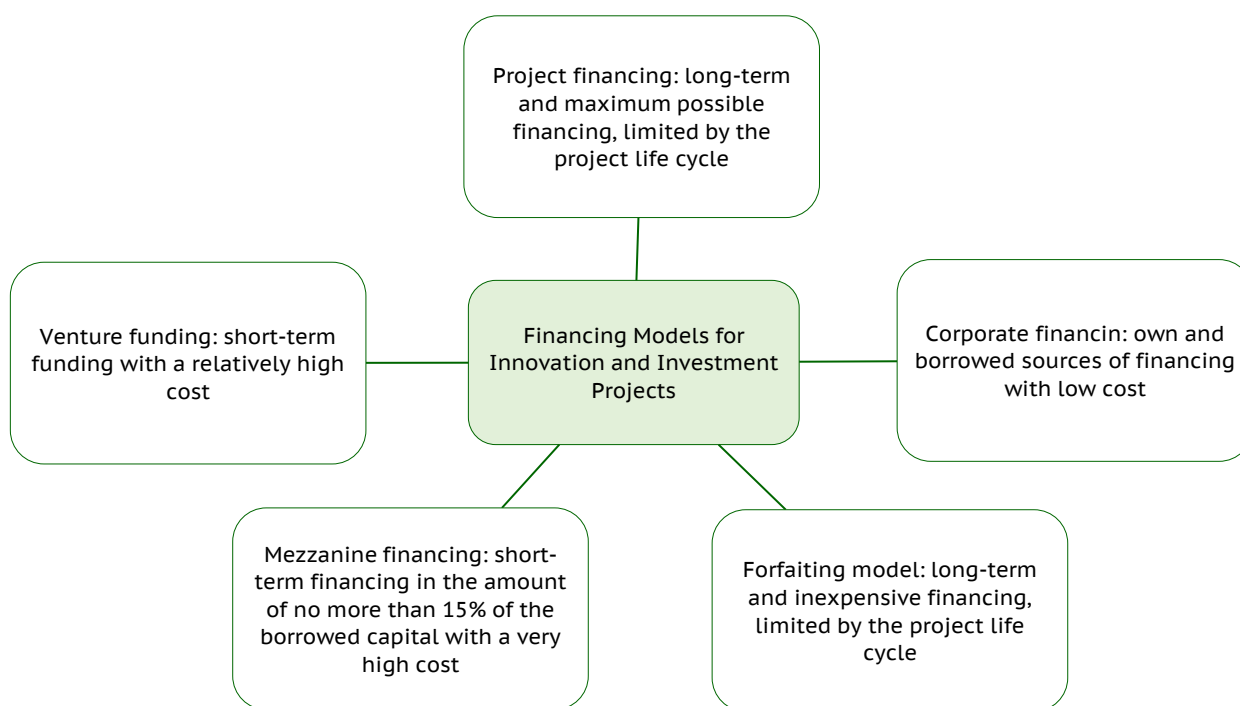 Project financing: long-term
and maximum possible
financing, limited by the
project life cycle
Venture funding: short-term
funding with a relatively high
cost
Financing Models for
Innovation and Investment
Projects
Corporate financin: own and
borrowed sources of financing
with low cost
Mezzanine financing: short-
term financing in the amount
of no more than 15% of the
borrowed capital with a very
high cost
Forfaiting model: long-term
and inexpensive financing,
limited by the project life
cycle